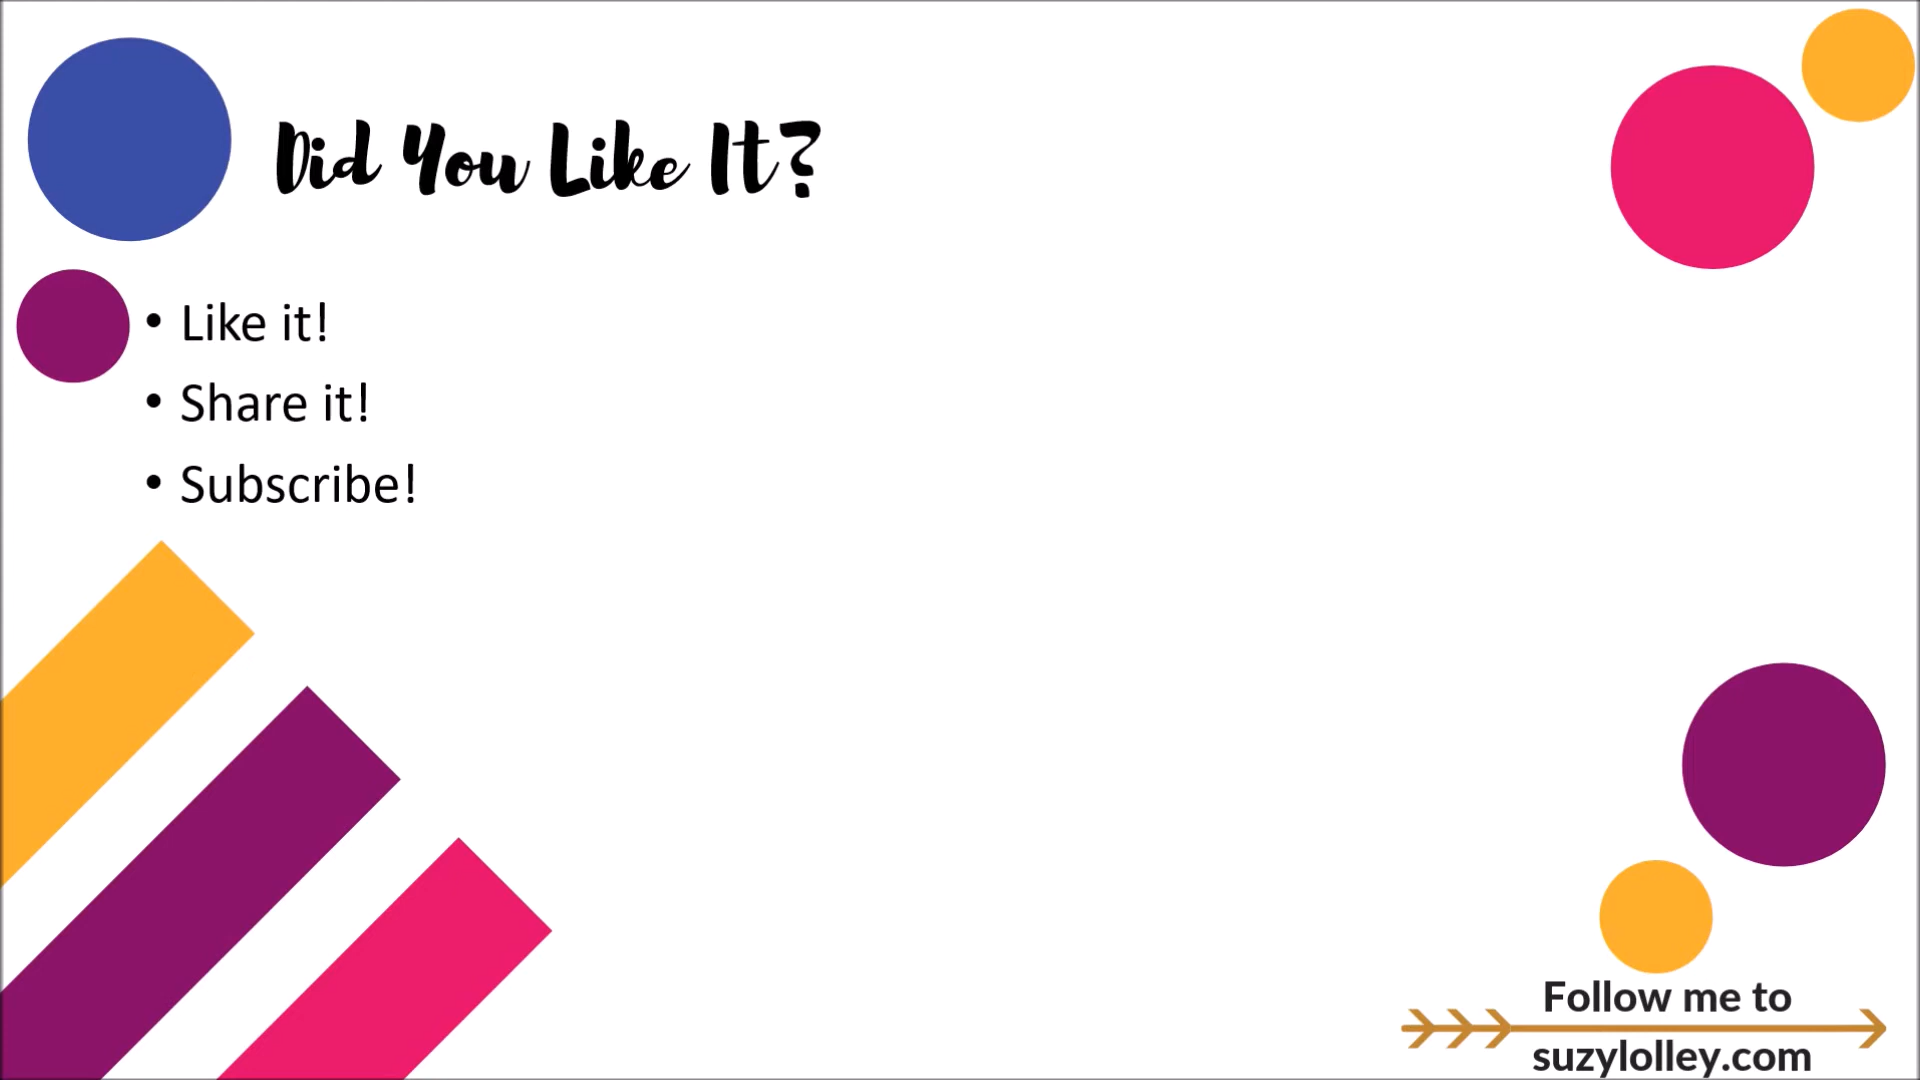 Did You Like It?
• Like it!
• Share it!
• Subscribe!
Follow me to
suzylolley.com